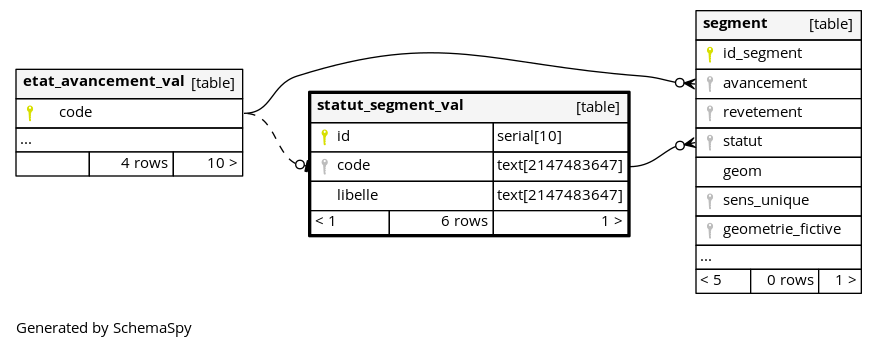 etat_avancement_val [table]
code
...
4 rows 10 >
statut_segment_val [table]
id serial[10]
code text[2147483647]
libelle text[2147483647]
< 1 6 rows 1 >
segment [table]
id_segment
avancement
revetement
statut
geom
sens_unique
geometrie_fictive
...
< 5 0 rows 1 >
Generated by SchemaSpy